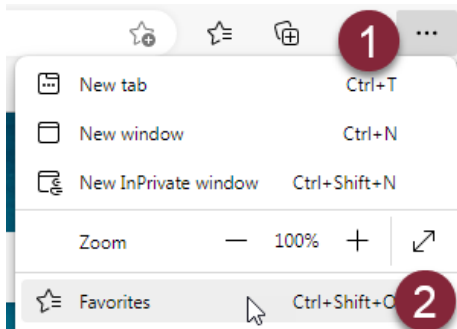 1
New tab Ctrl+T
New window Ctrl+N
New InPrivate window Ctrl+Shift+N
Zoom — 100% +
Favorites Ctrl+Shift+O
2